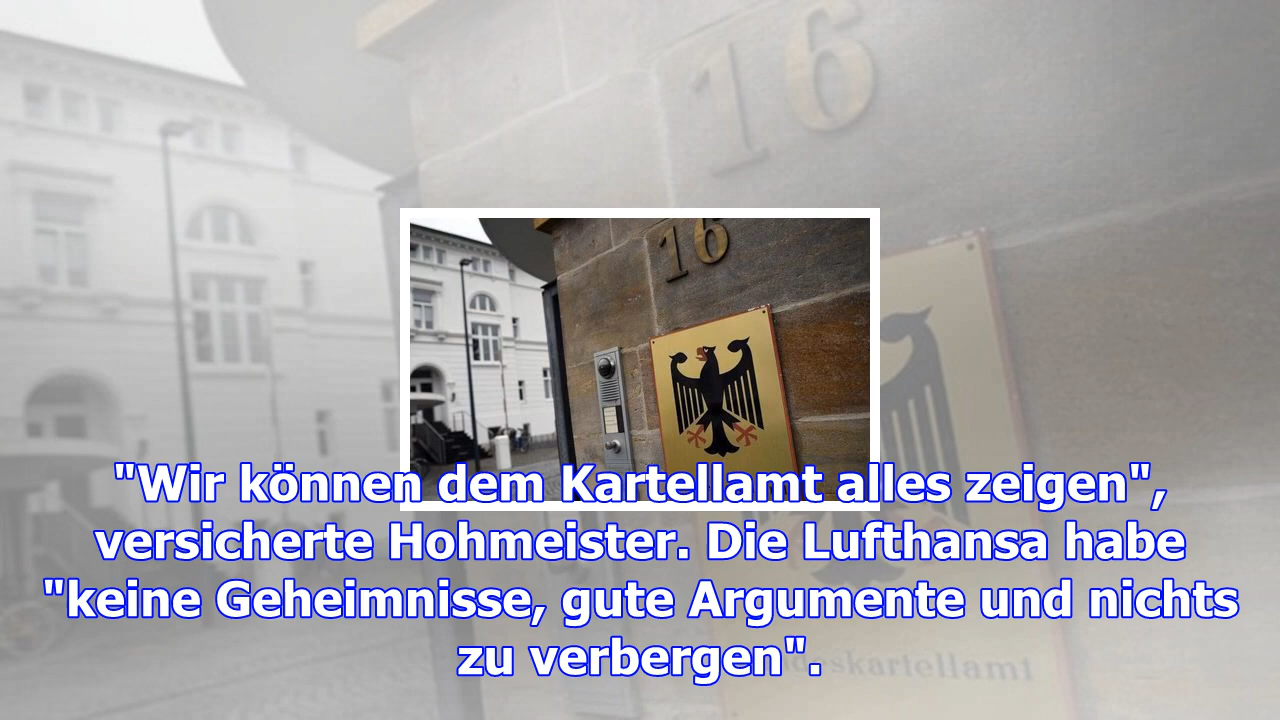 16
16
"Wir können dem Kartellamt alles zeigen",
versicherte Hohmeister. Die Lufthansa habe
"keine Geheimnisse, gute Argumente und nichts
zu verbergen".